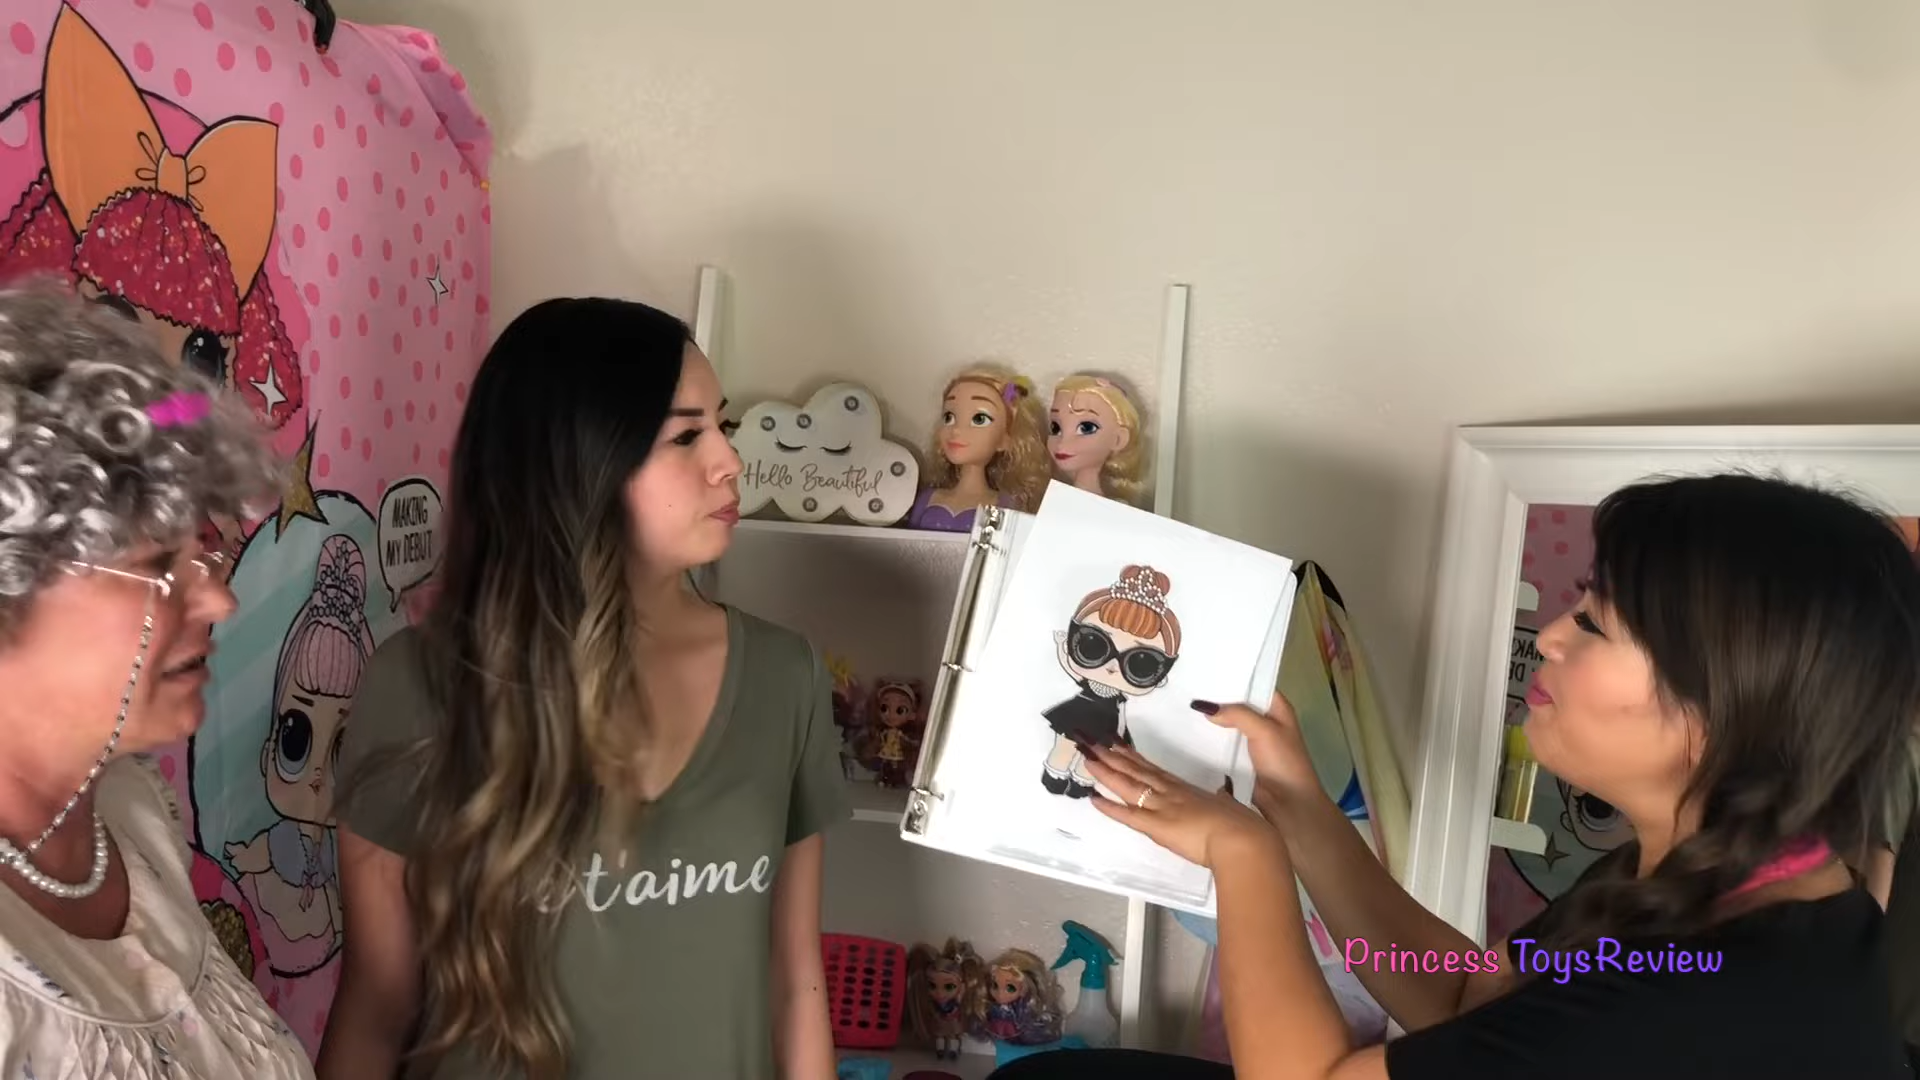 MAKING
MY DEBUT
Hello Beautiful
t'aime
Princess ToysReview